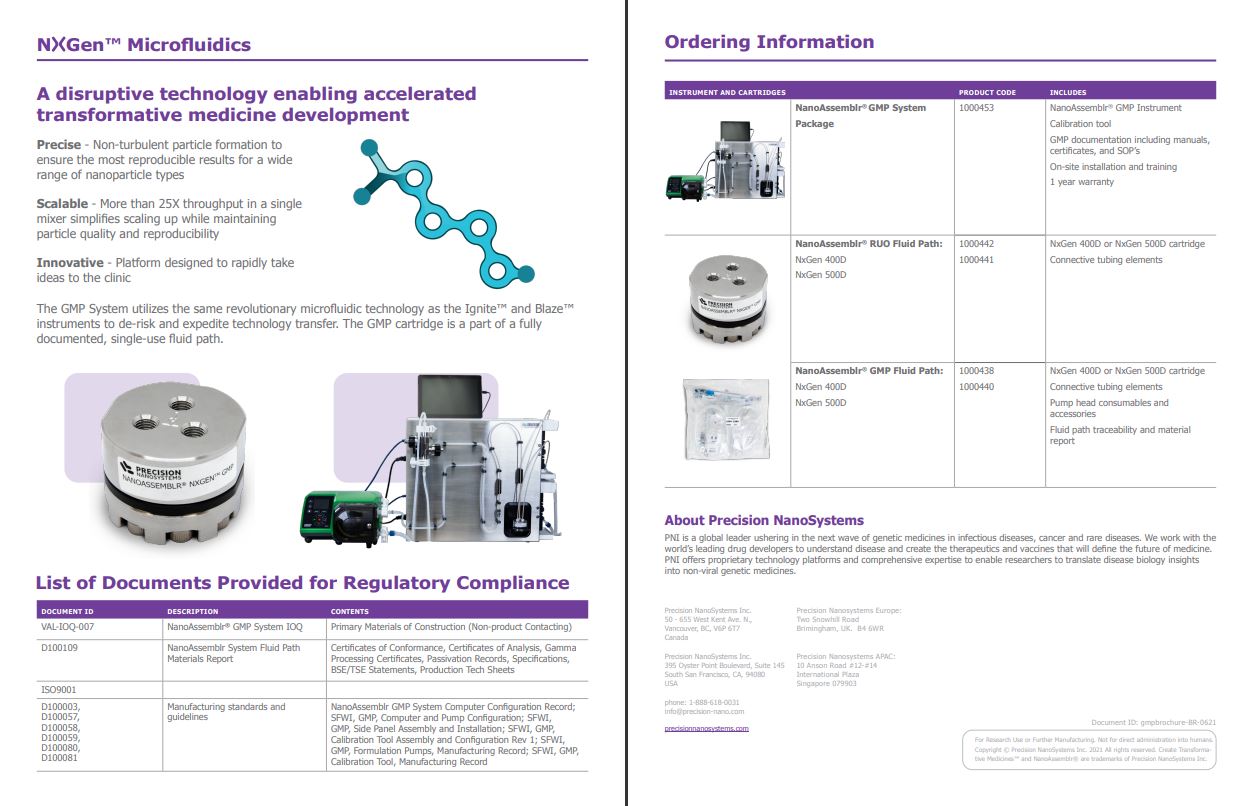 NXGen™ Microfluidics
A disruptive technology enabling accelerated
transformative medicine development
Precise - Non-turbulent particle formation to
ensure the most reproducible results for a wide
range of nanoparticle types
Scalable - More than 25X throughput in a single
mixer simplifies scaling up while maintaining
particle quality and reproducibility
Innovative - Platform designed to rapidly take
ideas to the clinic
The GMP System utilizes the same revolutionary microfluidic technology as the Ignite™ and Blaze™
instruments to de-risk and expedite technology transfer. The GMP cartridge is a part of a fully
documented, single-use fluid path.
PRECISION
NANOSYSTEMS
NANOASSEMBLR® NXGEN™ GMP
List of Documents Provided for Regulatory Compliance
DOCUMENT ID DESCRIPTION CONTENTS
VAL-IOQ-007 NanoAssemblr® GMP System IOQ Primary Materials of Construction (Non-product Contacting)
D100109 NanoAssemblr System Fluid Path Certificates of Conformance, Certificates of Analysis, Gamma
Materials Report Processing Certificates, Passivation Records, Specifications,
BSE/TSE Statements, Production Tech Sheets
ISO9001
D100003, Manufacturing standards and NanoAssemblr GMP System Computer Configuration Record;
D100057, guidelines SFWI, GMP, Computer and Pump Configuration; SFWI,
D100058, GMP, Side Panel Assembly and Installation; SFWI, GMP,
D100059, Calibration Tool Assembly and Configuration Rev 1; SFWI,
D100080, GMP, Formulation Pumps, Manufacturing Record; SFWI, GMP,
D100081 Calibration Tool, Manufacturing Record
Ordering Information
INSTRUMENT AND CARTRIDGES PRODUCT CODE INCLUDES
NanoAssemblr® GMP System 1000453 NanoAssemblr® GMP Instrument
Package Calibration tool
GMP documentation including manuals,
certificates, and SOP's
On-site installation and training
1 year warranty
NanoAssemblr® RUO Fluid Path: 1000442 NxGen 400D or NxGen 500D cartridge
NxGen 400D 1000441 Connective tubing elements
NxGen 500D
PRECISION
NANOSYSTEMS
NANOASSEMBLR® NXGEN™ GMP
NanoAssemblr® GMP Fluid Path: 1000438 NxGen 400D or NxGen 500D cartridge
NxGen 400D 1000440 Connective tubing elements
NxGen 500D Pump head consumables and
accessories
Fluid path traceability and material
report
About Precision NanoSystems
PNI is a global leader ushering in the next wave of genetic medicines in infectious diseases, cancer and rare diseases. We work with the
world's leading drug developers to understand disease and create the therapeutics and vaccines that will define the future of medicine.
PNI offers proprietary technology platforms and comprehensive expertise to enable researchers to translate disease biology insights
into non-viral genetic medicines.
Precision NanoSystems Inc.
50 - 655 West Kent Ave. N.,
Vancouver, BC, V6P 6T7
Canada
Precision Nanosystems Europe:
Two Snowhill Road
Brimingham, UK. B4 6WR
Precision NanoSystems Inc.
395 Oyster Point Boulevard, Suite 145
South San Francisco, CA, 94080
USA
Precision Nanosystems APAC:
10 Anson Road #12-#14
International Plaza
Singapore 079903
phone: 1-888-618-0031
info@precision-nano.com
precisionnanosystems.com
Document ID: gmpbrochure-BR-0621
For Research Use or Further Manufacturing. Not for direct administration into humans.
Copyright © Precision NanoSystems Inc. 2021 All rights reserved. Create Transforma-
tive Medicines™ and NanoAssemblr® are trademarks of Precision NanoSystems Inc.